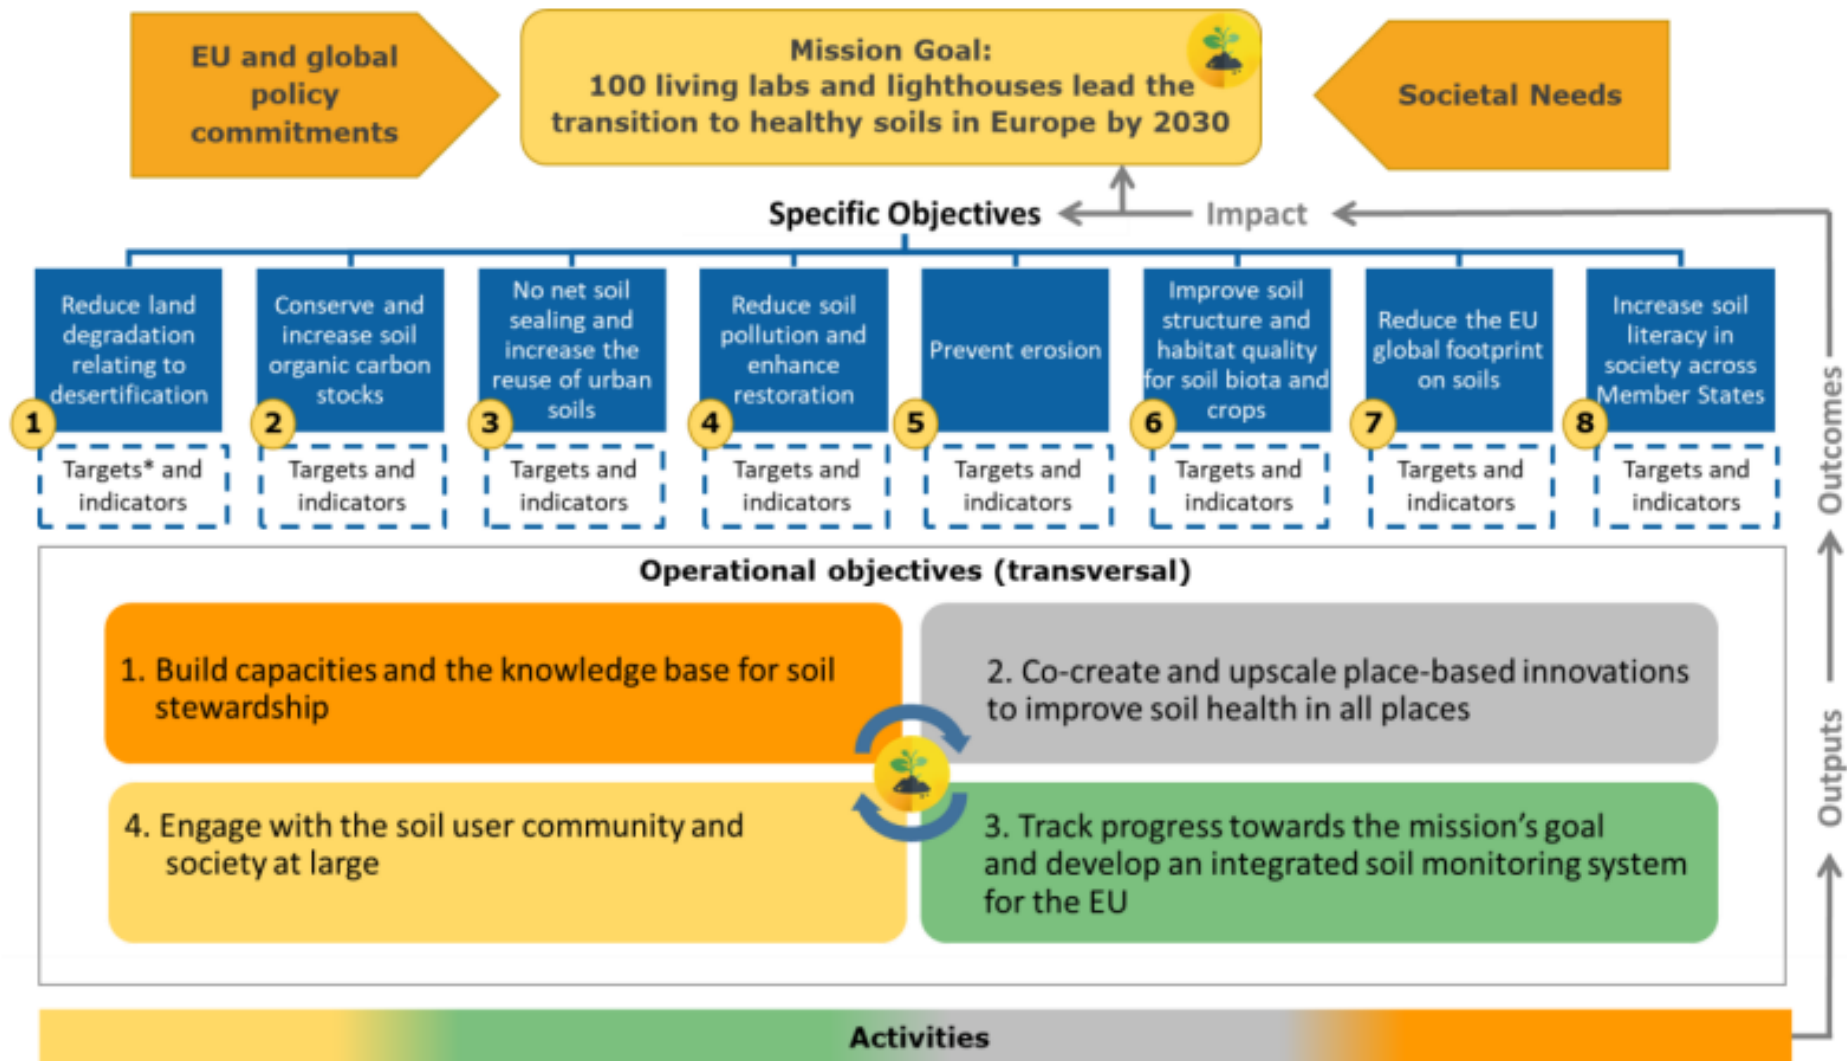 EU and global
policy
commitments
Mission Goal:
100 living labs and lighthouses lead the
transition to healthy soils in Europe by 2030
Societal Needs
Specific Objectives
Impact
Reduce land
degradation
relating to
desertification
1
Targets* and
indicators
Conserve and
increase soil
organic carbon
stocks
2
Targets and
indicators
No net soil
sealing and
increase the
reuse of urban
soils
3
Targets and
indicators
Reduce soil
pollution and
enhance
restoration
4
Targets and
indicators
Prevent erosion
5
Targets and
indicators
Improve soil
structure and
habitat quality
for soil biota and
crops
6
Targets and
indicators
Reduce the EU
global footprint
on soils
7
Targets and
indicators
Increase soil
literacy in
society across
Member States
8
Targets and
indicators
Outcomes
Outputs
Operational objectives (transversal)
1. Build capacities and the knowledge base for soil
stewardship
2. Co-create and upscale place-based innovations
to improve soil health in all places
4. Engage with the soil user community and
society at large
3. Track progress towards the mission's goal
and develop an integrated soil monitoring system
for the EU
Activities